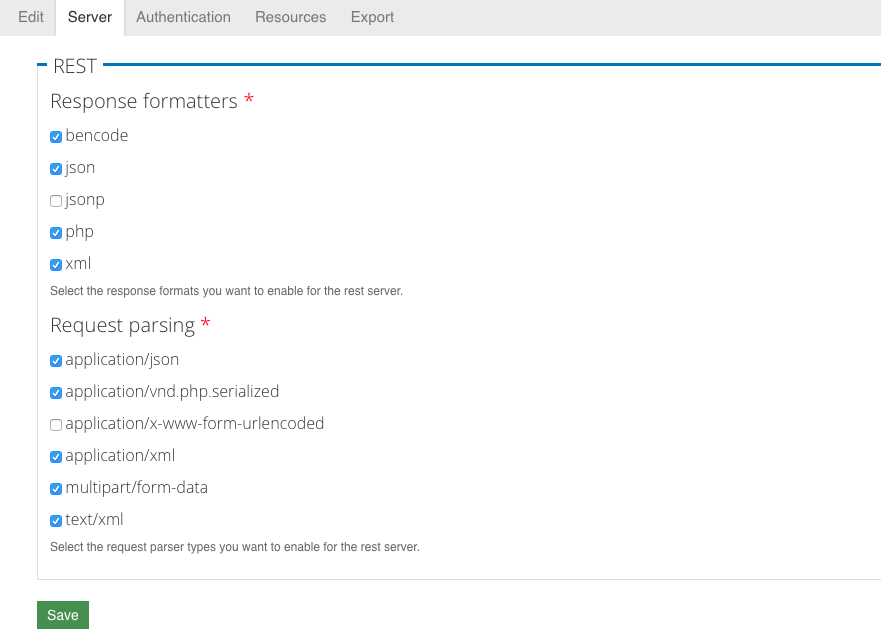 Edit Server Authentication Resources Export
REST
Response formatters *
bencode
json
jsonp
php
xml
Select the response formats you want to enable for the rest server.
Request parsing *
application/json
application/vnd.php.serialized
application/x-www-form-urlencoded
application/xml
multipart/form-data
text/xml
Select the request parser types you want to enable for the rest server.
Save